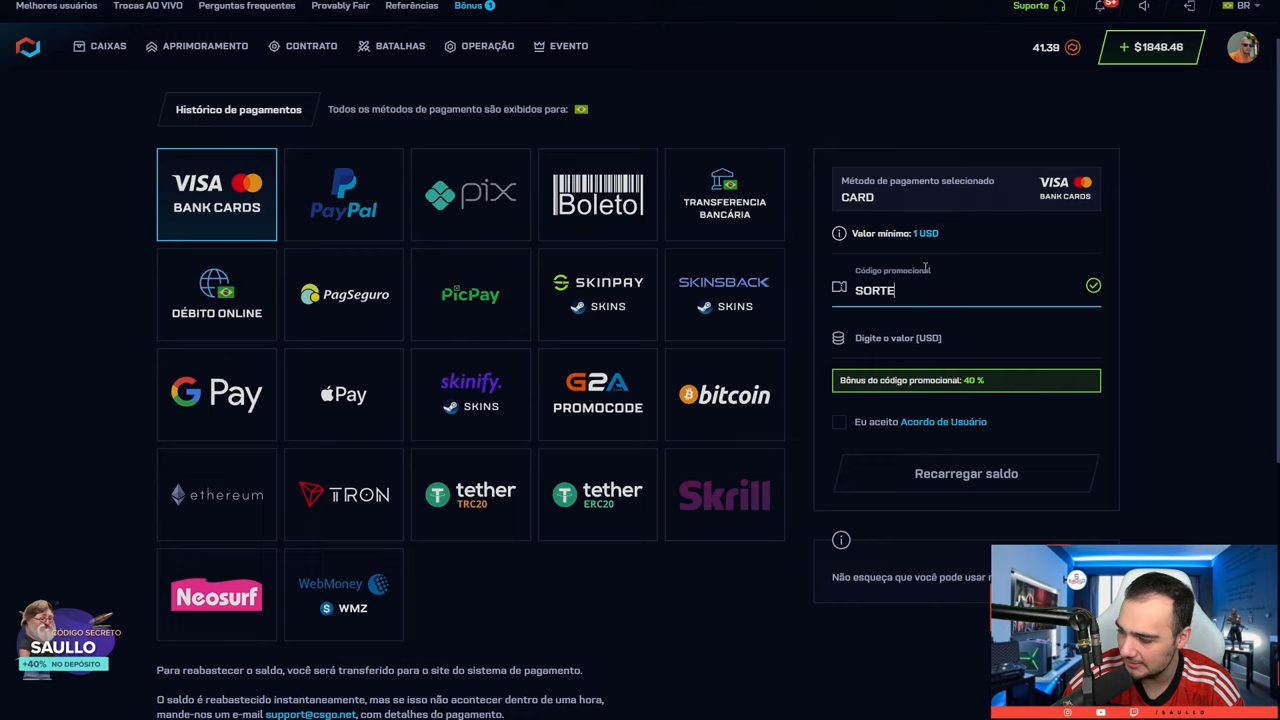 Melhores usuários Trocas AO VIVO Perguntas frequentes Provably Fair Referências Bônus 1 Suporte 5+ BR
CAIXAS APRIMORAMENTO CONTRATO BATALHAS OPERAÇÃO EVENTO 41.39 + $1848.46
Histórico de pagamentos Todos os métodos de pagamento são exibidos para:
VISA
BANK CARDS
PayPal
pix
Boleto
TRANSFERENCIA
BANCÁRIA
DÉBITO ONLINE
PagSeguro
PicPay
SKINPAY
SKINS
SKINSBACK
SKINS
G Pay
Pay
skinify.
SKINS
G2A
PROMOCODE
bitcoin
ethereum
TRON
tether
TRC20
tether
ERC20
Skrill
Neosurf
WebMoney
WMZ
Método de pagamento selecionado
CARD
VISA
BANK CARDS
Valor mínimo: 1 USD
Código promocional
SORTE
Digite o valor (USD)
Bônus do código promocional: 40 %
Eu aceito Acordo de Usuário
Recarregar saldo
Não esqueça que você pode usar
CÓDIGO SECRETO
SAULLO
+40% NO DEPÓSITO
Para reabastecer o saldo, você será transferido para o site do sistema de pagamento.
O saldo é reabastecido instantaneamente, mas se isso não acontecer dentro de uma hora,
mande-nos um e-mail support@csgo.net, com detalhes do pagamento.
/SAULLO